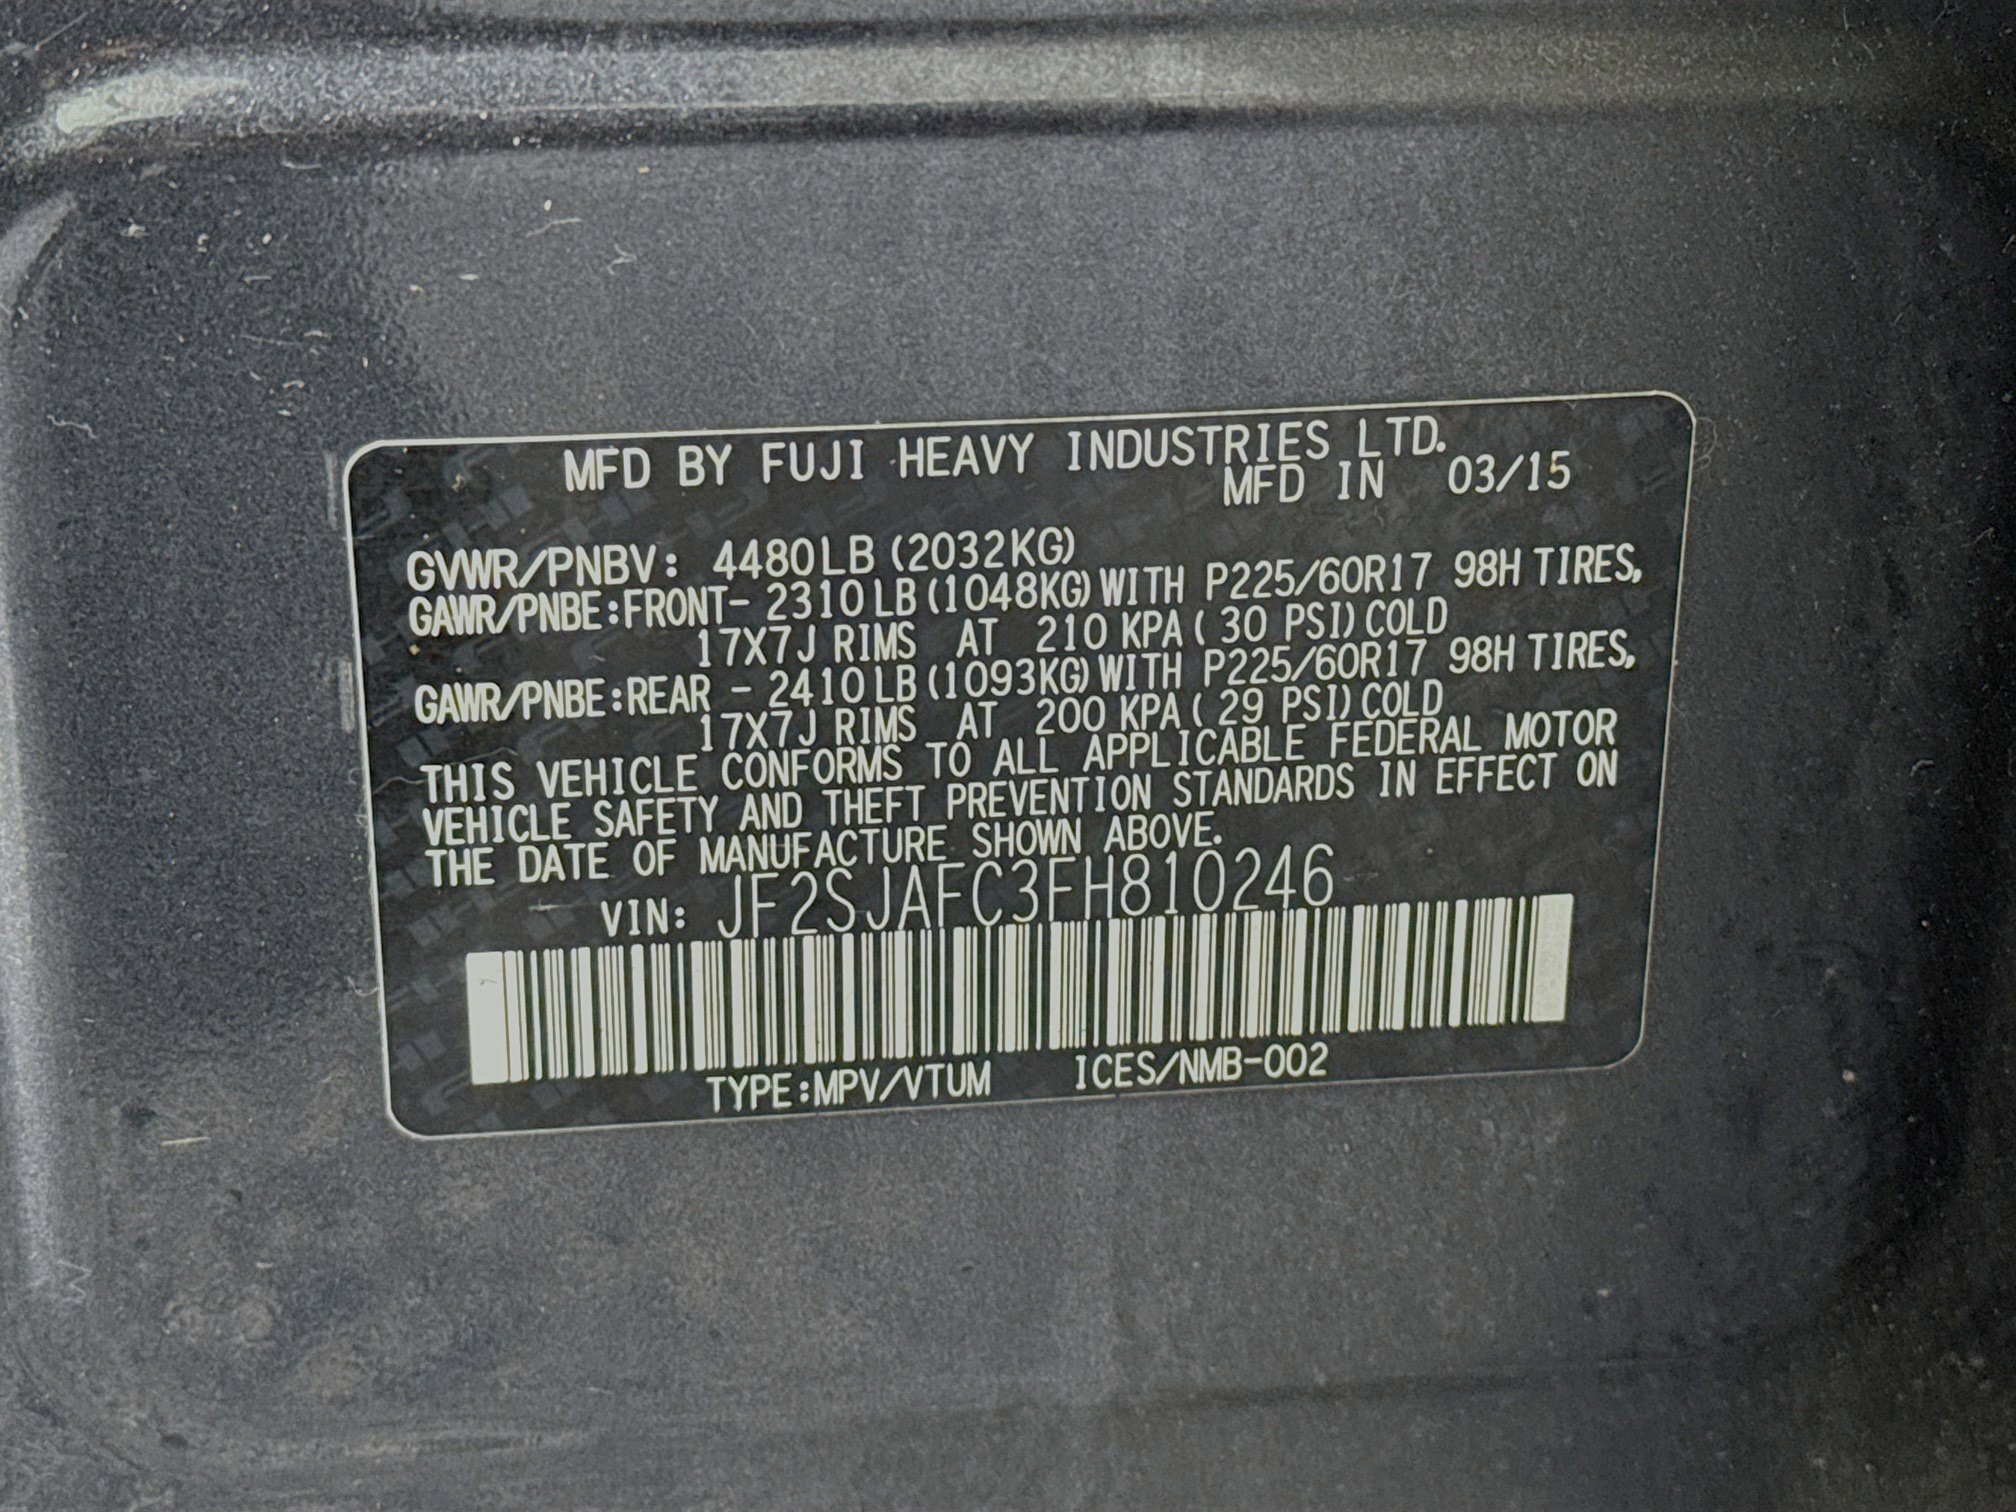 MFD BY FUJI HEAVY INDUSTRIES LTD.
MFD IN 03/15
GVWR/PNBV: 4480LB (2032KG)
GAWR/PNBE:FRONT- 2310LB (1048KG) WITH P225/60R17 98H TIRES,
17X7J RIMS AT 210 KPA ( 30 PSI) COLD
GAWR/PNBE:REAR - 2410LB (1093KG) WITH P225/60R17 98H TIRES,
17X7J RIMS AT 200 KPA ( 29 PSI) COLD
THIS VEHICLE CONFORMS TO ALL APPLICABLE FEDERAL MOTOR
VEHICLE SAFETY AND THEFT PREVENTION STANDARDS IN EFFECT ON
THE DATE OF MANUFACTURE SHOWN ABOVE.
VIN: JF2SJAFC3FH810246
TYPE:MPV/VTUM ICES/NMB-002